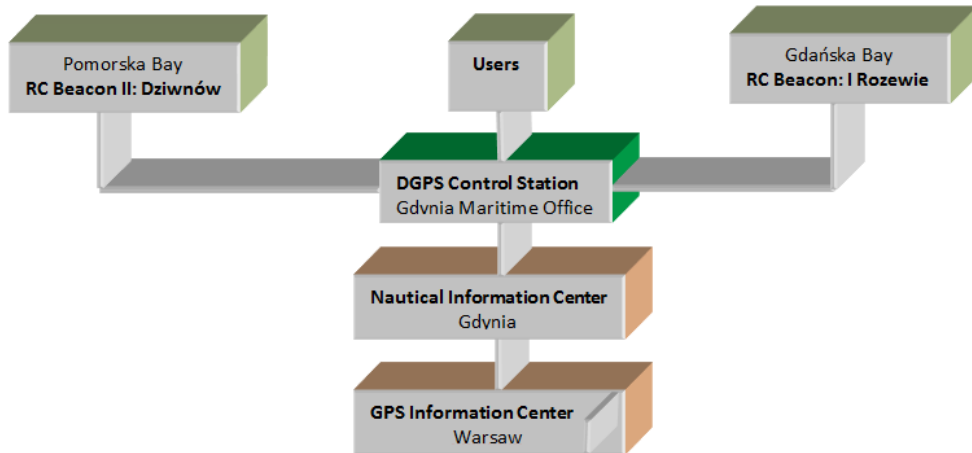 Pomorska Bay
RC Beacon II: Dziwnów
Users
Gdańska Bay
RC Beacon: I Rozewie
DGPS Control Station
Gdynia Maritime Office
Nautical Information Center
Gdynia
GPS Information Center
Warsaw